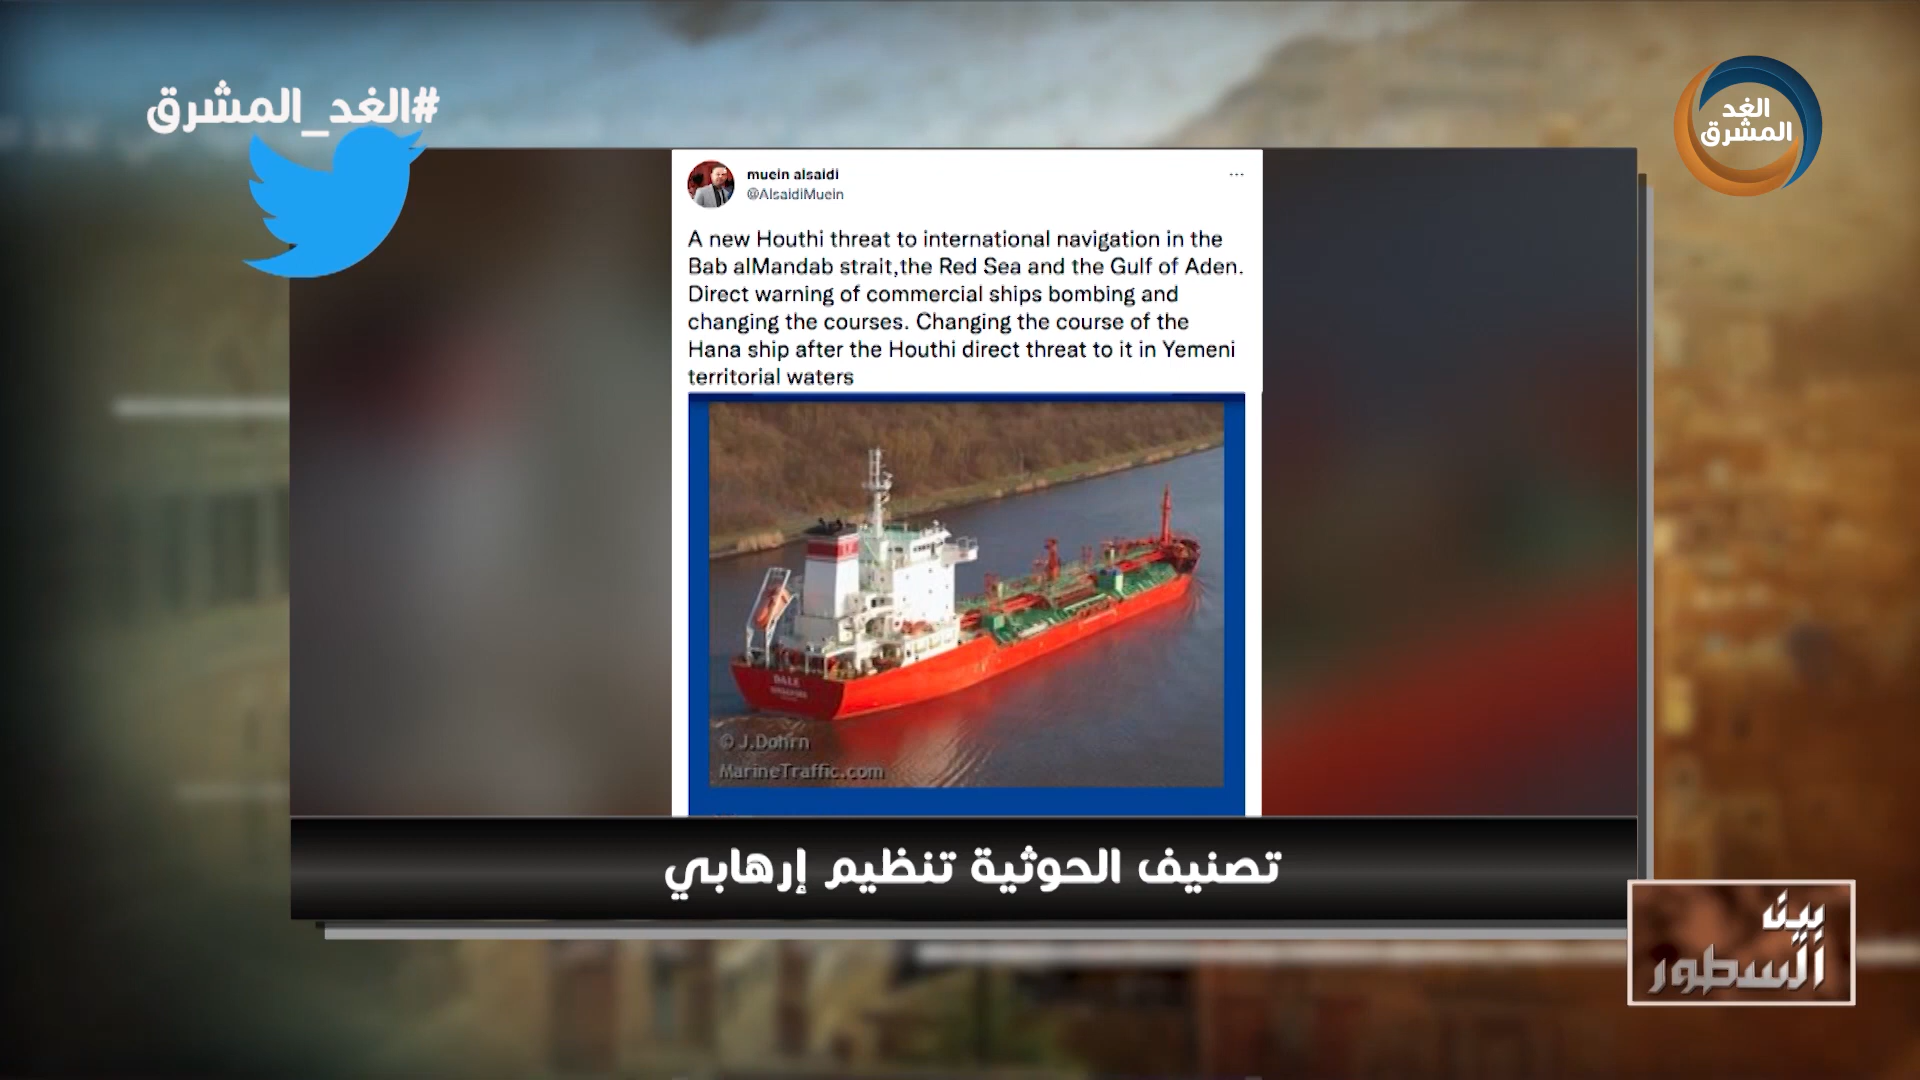 #الغد_المشرق
الغد
المشرق
muein alsaidi
@AlsaidiMuein
A new Houthi threat to international navigation in the
Bab alMandab strait,the Red Sea and the Gulf of Aden.
Direct warning of commercial ships bombing and
changing the courses. Changing the course of the
Hana ship after the Houthi direct threat to it in Yemeni
territorial waters
DALE
SINGAPORE
© J.Dohrn
MarineTraffic.com
تصنيف الحوثية تنظيم إرهابي
بين
السطور